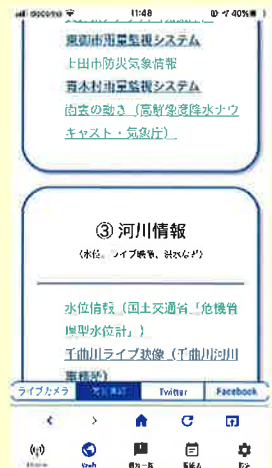 docomo
11:48
40%
東御市雨量監視システム
上田市防災気象情報
青木村雨量監視システム
雨雲の動き（高解像度降水ナウ
キャスト・気象庁）
③ 河川情報
（水位、ライブ映像、洪水など）
水位情報（国土交通省「危機管
理型水位計」）
千曲川ライブ映像（千曲川河川
事務所）
ライブカメラ
Twitter
Facebook